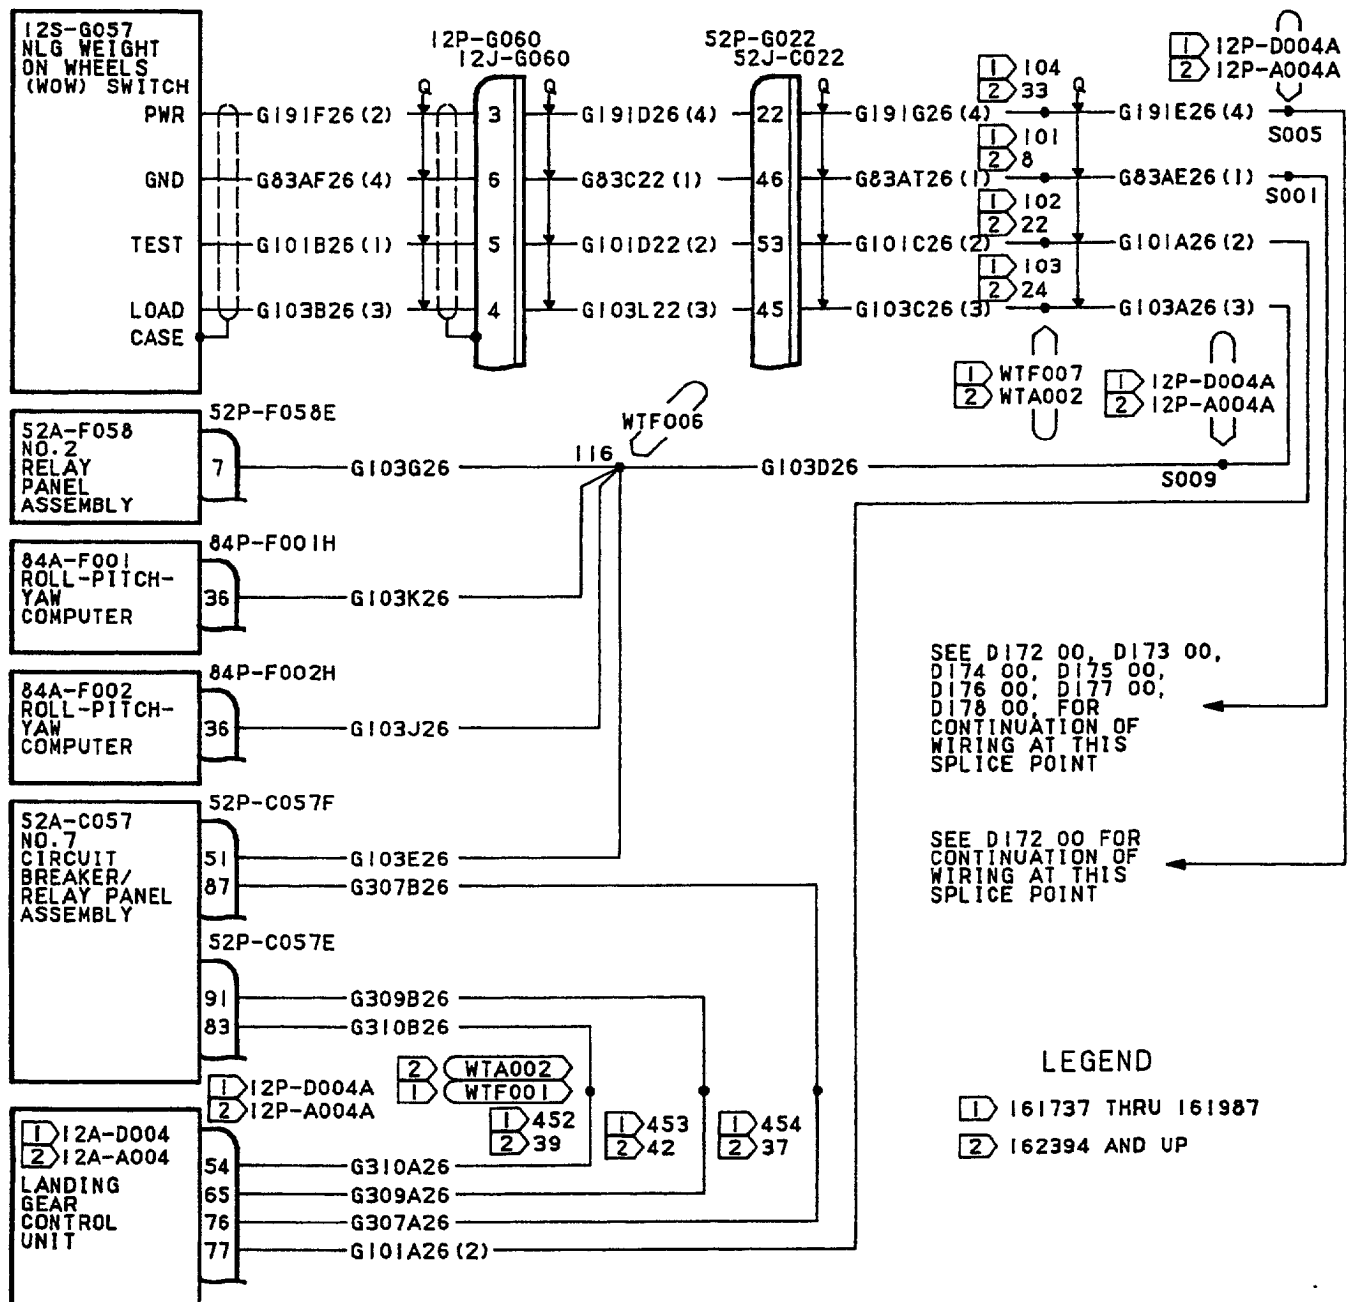 12S-G057
NLG WEIGHT
ON WHEELS
(WOW) SWITCH
PWR
GND
TEST
LOAD
CASE
G191F26(2)
G83AF26(4)
G101B26(1)
G103B26(3)
Q
12P-G060
12J-G060
3
6
5
4
Q
G191D26(4)
G83C22(1)
G101D22(2)
G103L22(3)
52P-G022
52J-C022
22
46
53
45
Q
G191G26(4)
G83AT26(1)
G101C26(2)
G103C26(3)
1 104
2 33
1 101
2 8
1 102
2 22
1 103
2 24
Q
G191E26(4)
G83AE26(1)
G101A26(2)
G103A26(3)
1 12P-D004A
2 12P-A004A
S005
S001
1 WTF007
2 WTA002
1 12P-D004A
2 12P-A004A
S009
52A-F058
NO.2
RELAY
PANEL
ASSEMBLY
52P-F058E
7
G103G26
116
WTF006
G103D26
84A-F001
ROLL-PITCH-
YAW
COMPUTER
84P-F001H
36
G103K26
84A-F002
ROLL-PITCH-
YAW
COMPUTER
84P-F002H
36
G103J26
SEE D172 00, D173 00,
D174 00, D175 00,
D176 00, D177 00,
D178 00, FOR
CONTINUATION OF
WIRING AT THIS
SPLICE POINT
52A-C057
NO.7
CIRCUIT
BREAKER/
RELAY PANEL
ASSEMBLY
52P-C057F
51
87
G103E26
G307B26
SEE D172 00 FOR
CONTINUATION OF
WIRING AT THIS
SPLICE POINT
52P-C057E
91
83
G309B26
G310B26
2 WTA002
1 WTF001
1 452
2 39
1 453
2 42
1 454
2 37
1 12P-D004A
2 12P-A004A
1 12A-D004
2 12A-A004
LANDING
GEAR
CONTROL
UNIT
54
65
76
77
G310A26
G309A26
G307A26
G101A26(2)
LEGEND
1 161737 THRU 161987
2 162394 AND UP